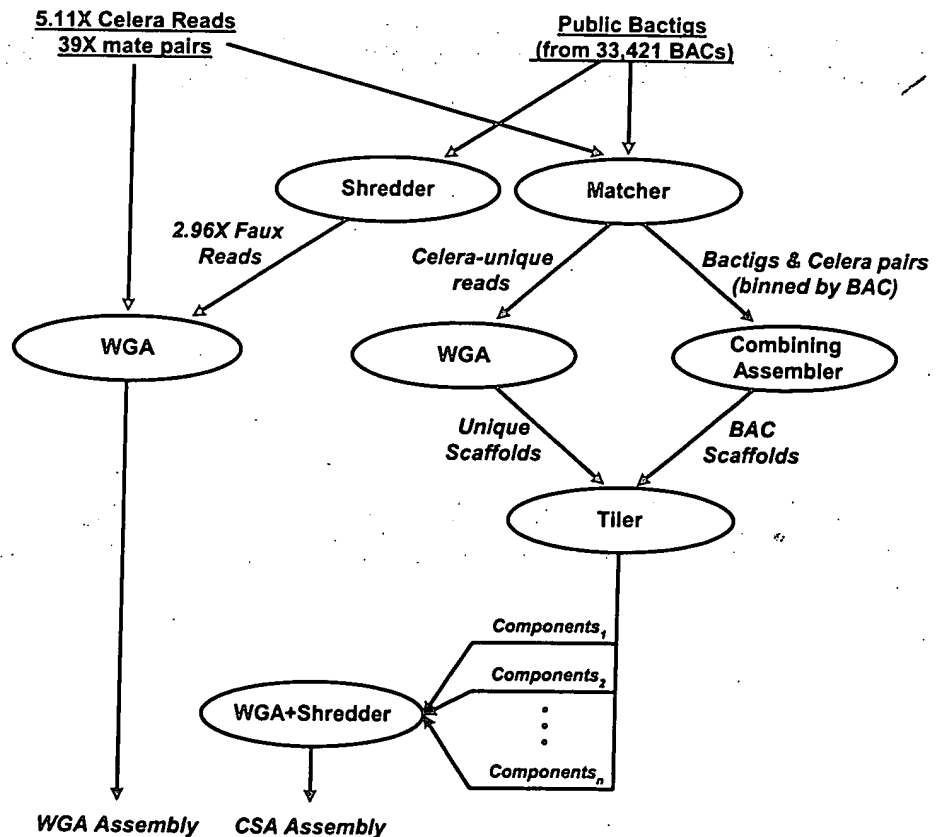 5.11X Celera Reads
39X mate pairs
Public Bactigs
(from 33,421 BACs)
Shredder
Matcher
2.96X Faux
Reads
Celera-unique
reads
Bactigs & Celera pairs
(binned by BAC)
WGA
WGA
Combining
Assembler
Unique
Scaffolds
BAC
Scaffolds
Tiler
Components₁
Components₂
WGA+Shredder
Componentsₙ
WGA Assembly
CSA Assembly